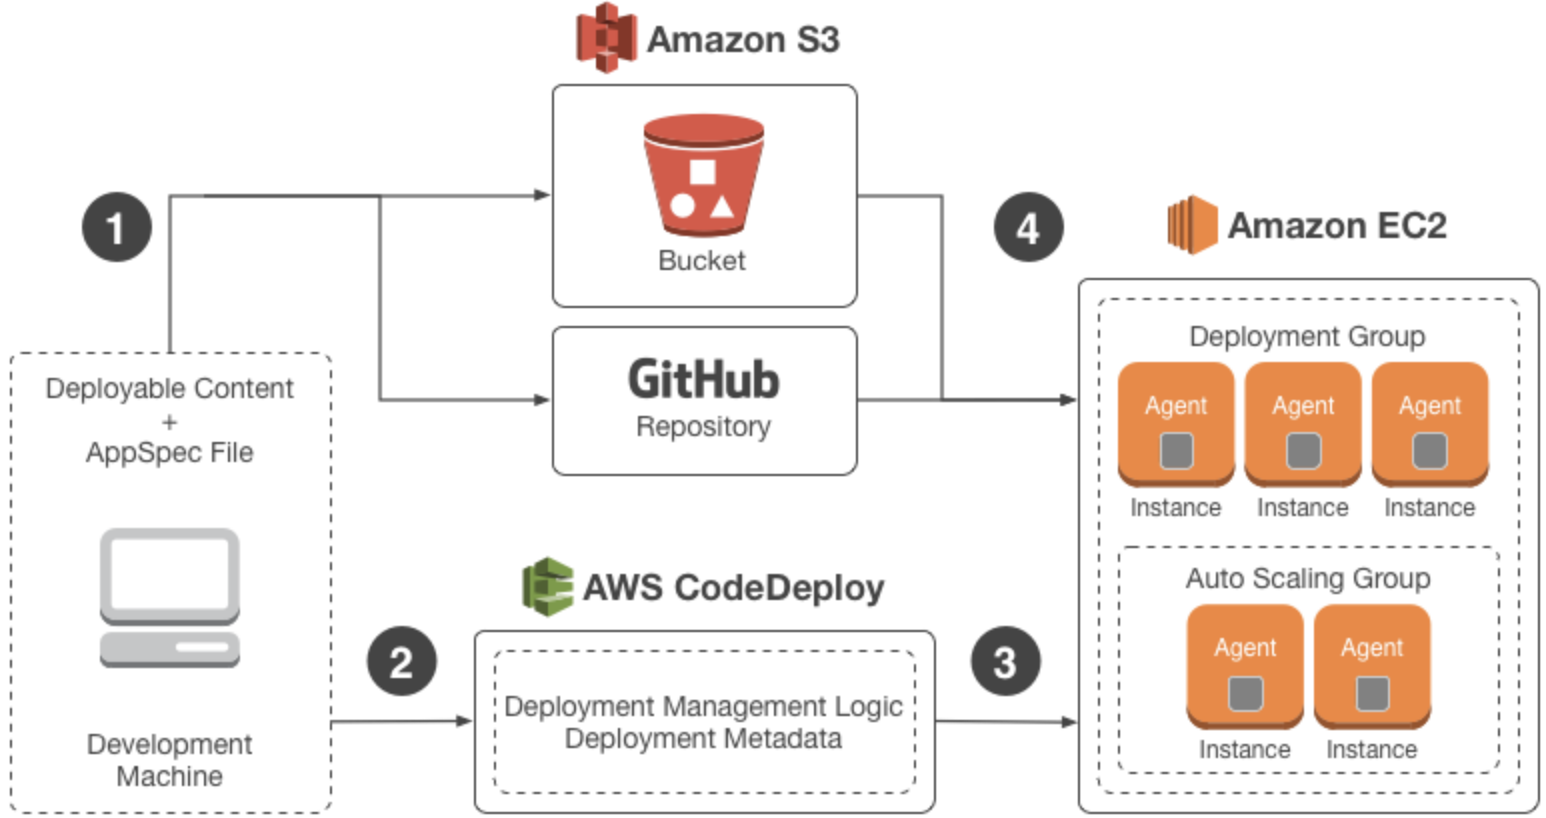 Amazon S3
1
Bucket
4
Amazon EC2
Deployable Content
+
AppSpec File
GitHub
Repository
Deployment Group
Agent
Agent
Agent
Instance
Instance
Instance
Development
Machine
2
AWS CodeDeploy
Deployment Management Logic
Deployment Metadata
3
Auto Scaling Group
Agent
Agent
Instance
Instance